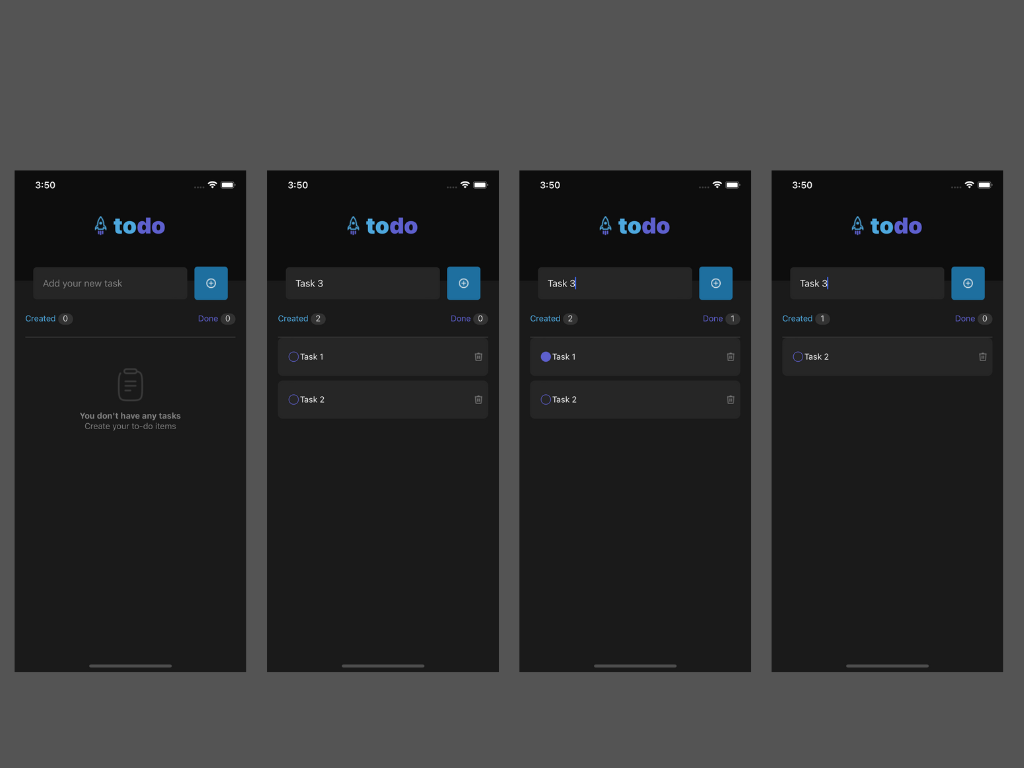 3:50
todo
Add your new task
Created 0 Done 0
You don't have any tasks
Create your to-do items
3:50
todo
Task 3
Created 2 Done 0
Task 1
Task 2
3:50
todo
Task 3
Created 2 Done 1
Task 1
Task 2
3:50
todo
Task 3
Created 1 Done 0
Task 2